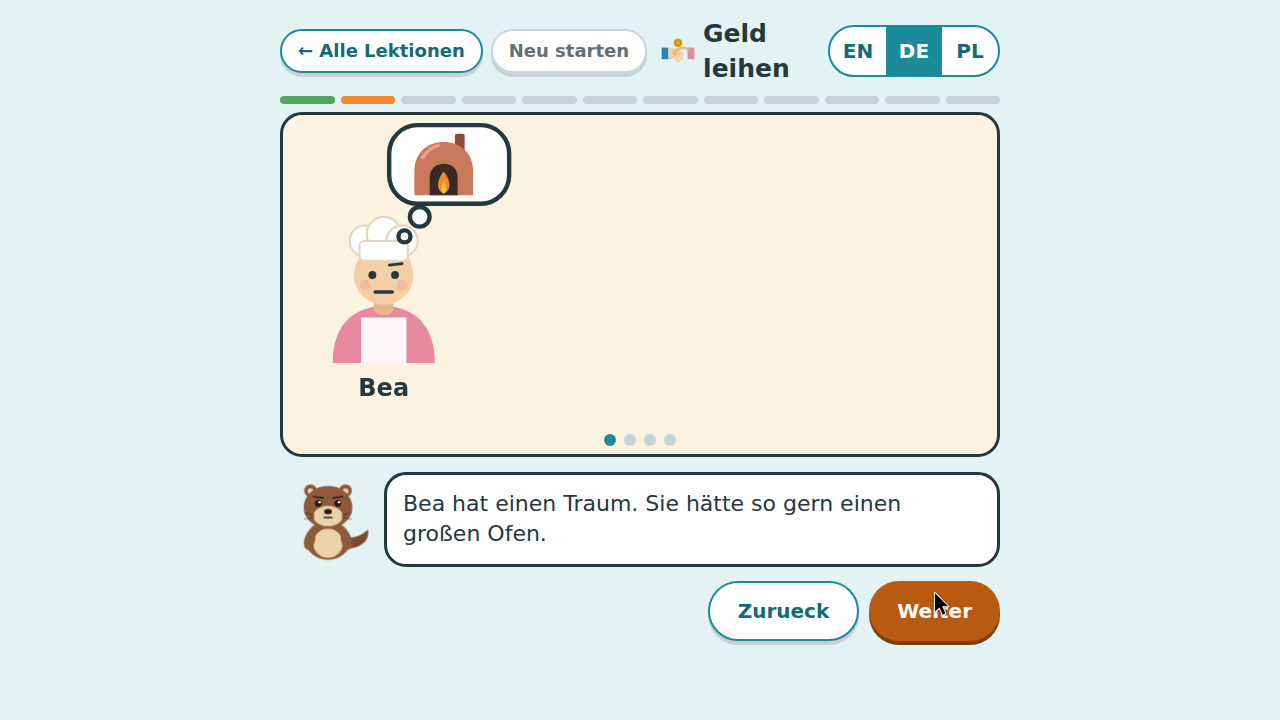 ← Alle Lektionen
Neu starten
Geld
leihen
EN DE PL
Bea
Bea hat einen Traum. Sie hätte so gern einen
großen Ofen.
Zurueck
Weiter